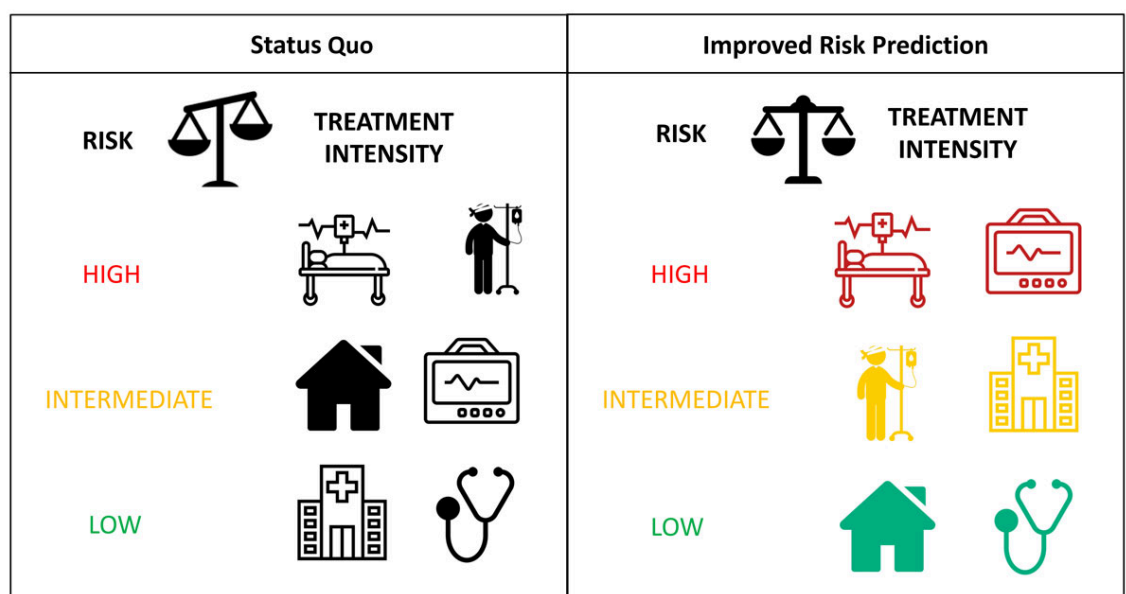 Status Quo
Improved Risk Prediction
RISK
TREATMENT
INTENSITY
HIGH
INTERMEDIATE
LOW
RISK
TREATMENT
INTENSITY
HIGH
INTERMEDIATE
LOW